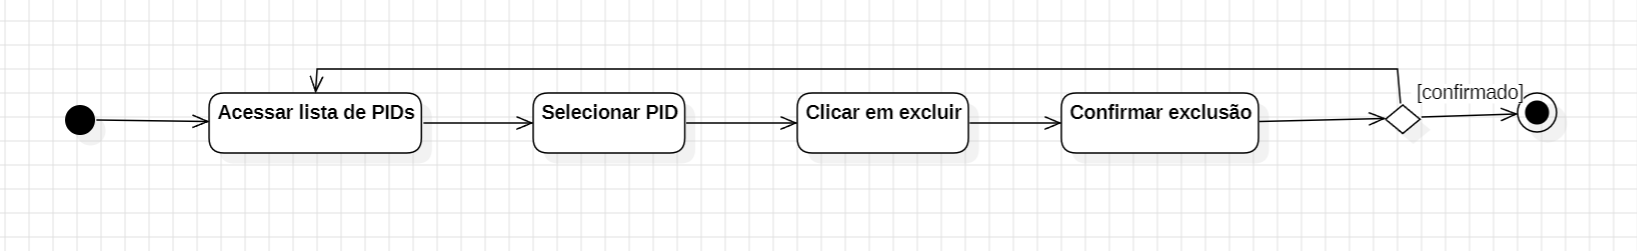 Acessar lista de PIDs
Selecionar PID
Clicar em excluir
Confirmar exclusão
[confirmado]